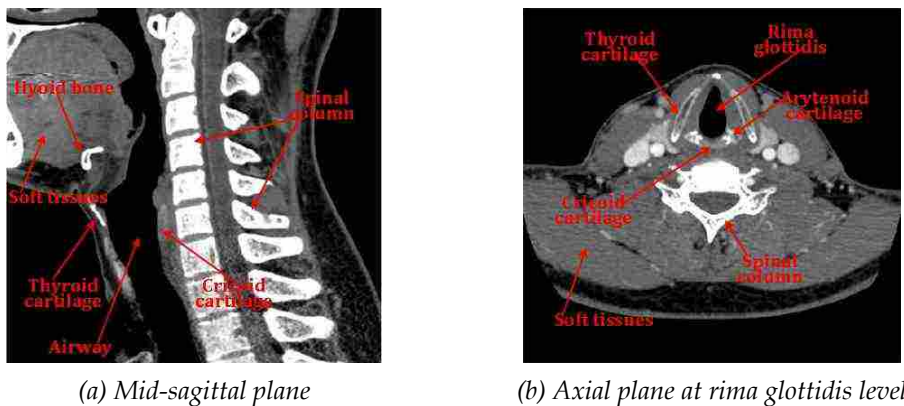 Hyoid bone
Spinal
column
Soft tissues
Thyroid
cartilage
Cricoid
cartilage
Airway
(a) Mid-sagittal plane
Thyroid
cartilage
Rima
glottidis
Arytenoid
cartilage
Cricoid
cartilage
Spinal
column
Soft tissues
(b) Axial plane at rima glottidis level